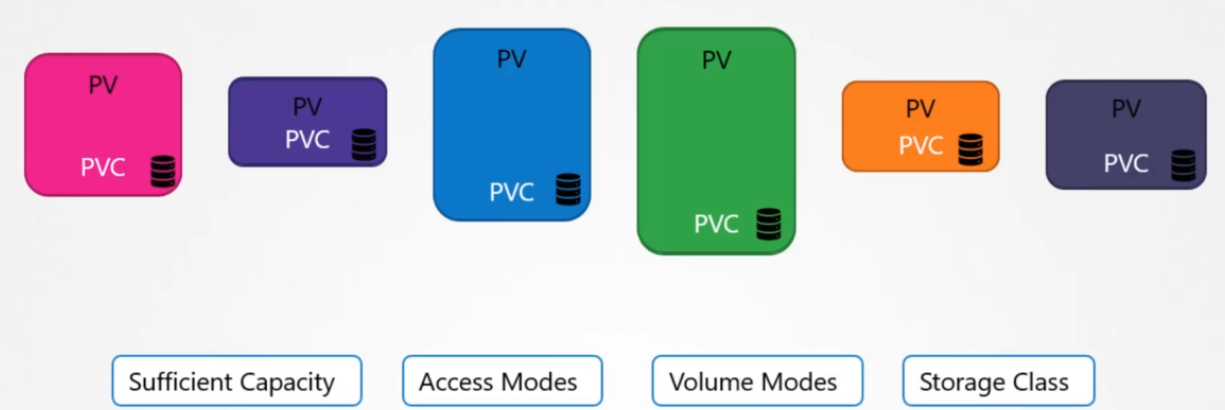 PV
PVC
PV
PVC
PV
PVC
PV
PVC
PV
PVC
PV
PVC
Sufficient Capacity
Access Modes
Volume Modes
Storage Class